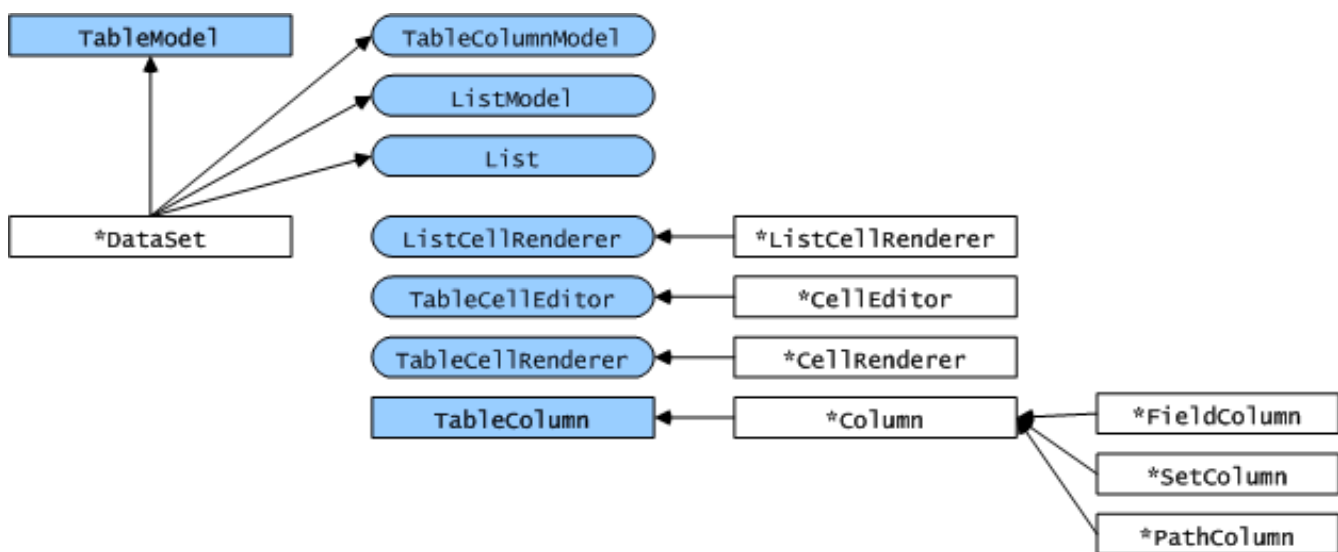 TableModel
TableColumnModel
ListModel
List
*DataSet
ListCellRenderer
*ListCellRenderer
TableCellEditor
*CellEditor
TableCellRenderer
*CellRenderer
TableColumn
*Column
*FieldColumn
*SetColumn
*PathColumn